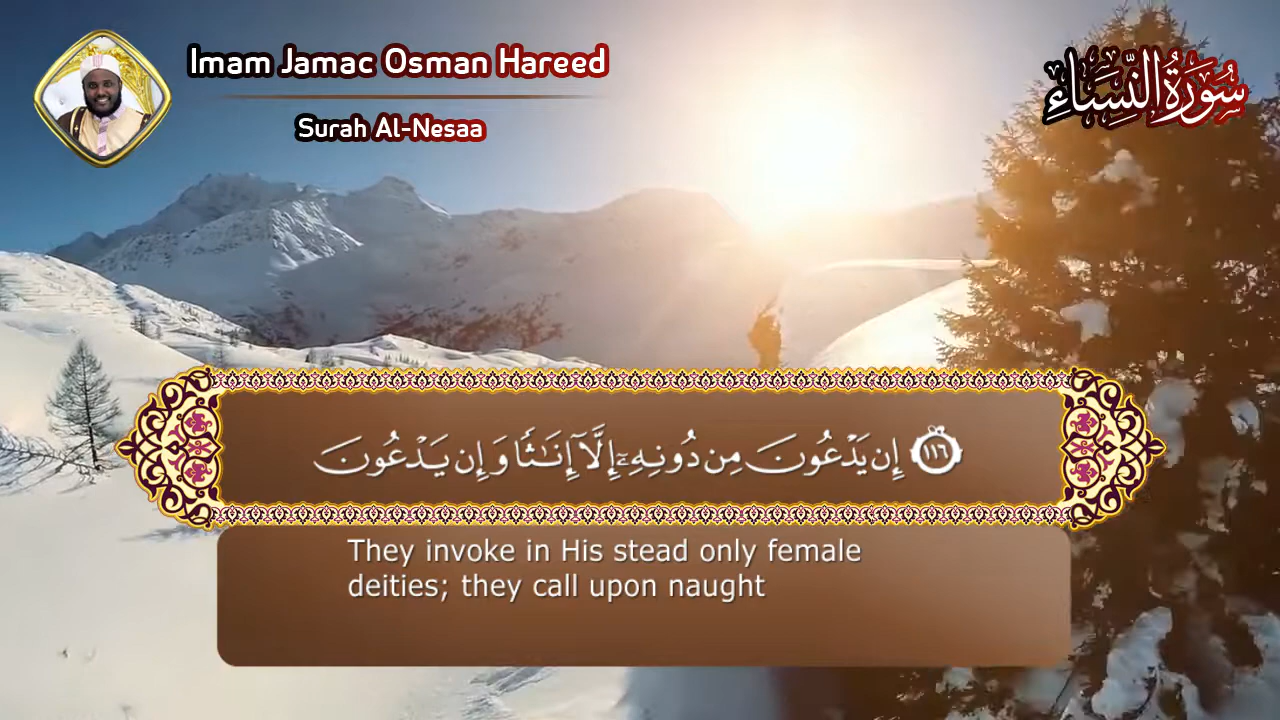 Imam Jamac Osman Hareed
Surah Al-Nesaa
سُورَةُ النِّسَاءِ
١١٦ إِن يَدْعُونَ مِن دُونِهِۦٓ إِلَّآ إِنَٰثًا وَإِن يَدْعُونَ
They invoke in His stead only female
deities; they call upon naught